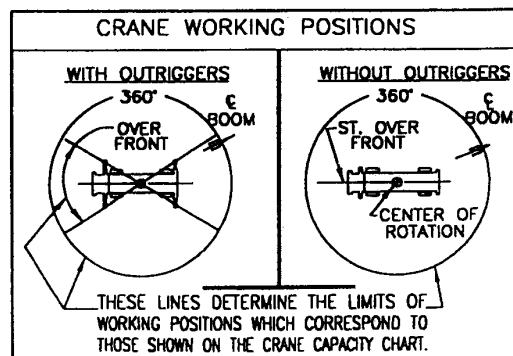 CRANE WORKING POSITIONS
WITH OUTRIGGERS
360°
℄
BOOM
OVER
FRONT
WITHOUT OUTRIGGERS
360°
℄
BOOM
ST. OVER
FRONT
CENTER OF
ROTATION
THESE LINES DETERMINE THE LIMITS OF
WORKING POSITIONS WHICH CORRESPOND TO
THOSE SHOWN ON THE CRANE CAPACITY CHART.